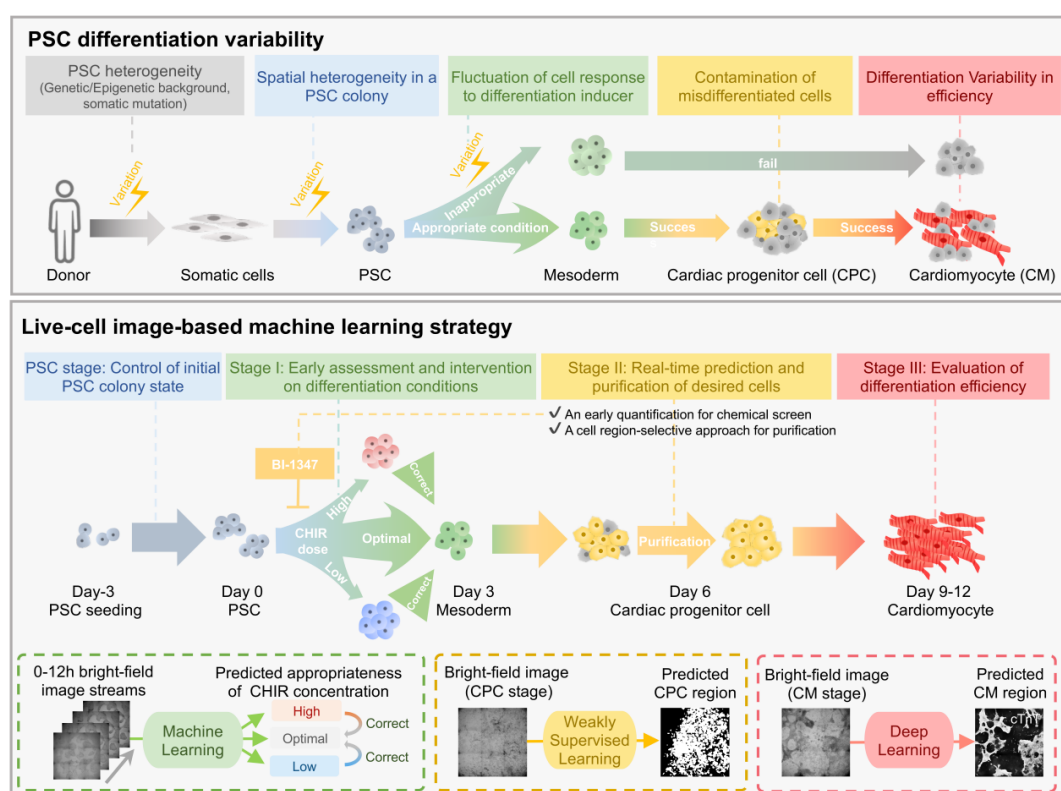 PSC differentiation variability
PSC heterogeneity
(Genetic/Epigenetic background,
somatic mutation)
Spatial heterogeneity in a
PSC colony
Fluctuation of cell response
to differentiation inducer
Contamination of
misdifferentiated cells
Differentiation Variability in
efficiency
Variation
Variation
Variation
Inappropriate
Appropriate condition
fail
Succes
Success
Donor
Somatic cells
PSC
Mesoderm
Cardiac progenitor cell (CPC)
Cardiomyocyte (CM)
Live-cell image-based machine learning strategy
PSC stage: Control of initial
PSC colony state
Stage I: Early assessment and intervention
on differentiation conditions
Stage II: Real-time prediction and
purification of desired cells
Stage III: Evaluation of
differentiation efficiency
✓ An early quantification for chemical screen
✓ A cell region-selective approach for purification
BI-1347
CHIR
dose
High
Optimal
Low
Correct
Correct
Purification
Day-3
PSC seeding
Day 0
PSC
Day 3
Mesoderm
Day 6
Cardiac progenitor cell
Day 9-12
Cardiomyocyte
0-12h bright-field
image streams
Machine
Learning
Predicted appropriateness
of CHIR concentration
High
Optimal
Low
Correct
Correct
Bright-field image
(CPC stage)
Weakly
Supervised
Learning
Predicted
CPC region
Bright-field image
(CM stage)
Deep
Learning
Predicted
CM region
cTnT